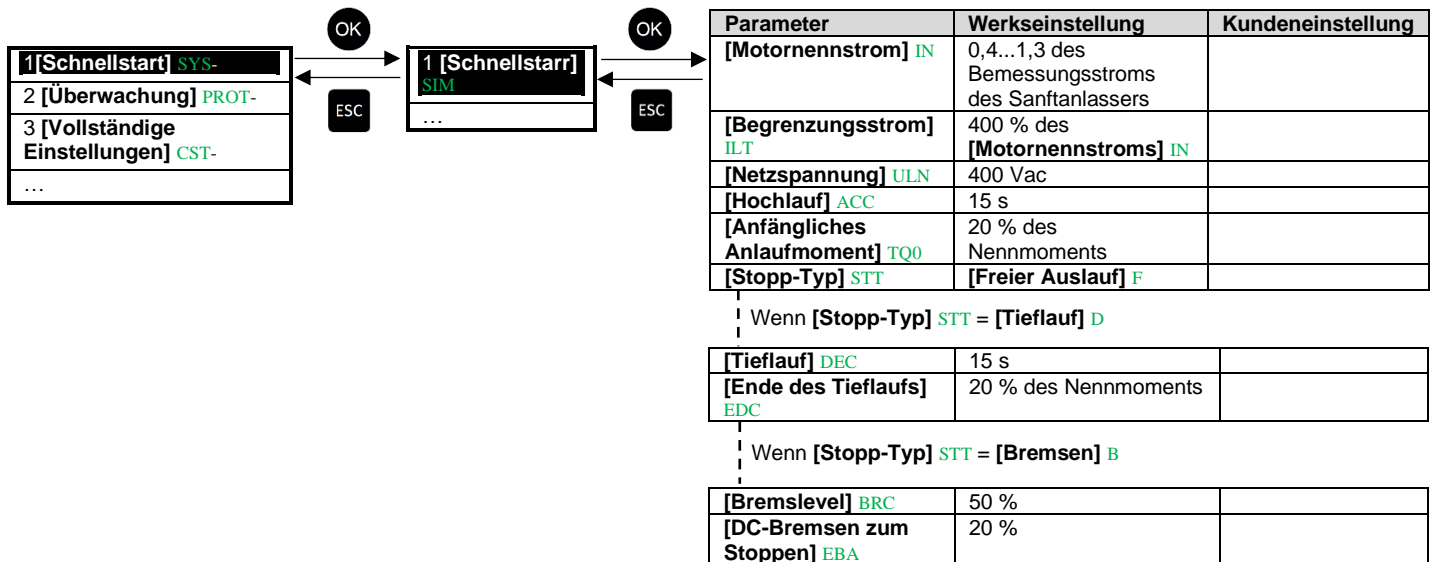 OK
OK
1[Schnellstart] SYS-
2 [Überwachung] PROT-
3 [Vollständige
Einstellungen] CST-
…
ESC
1 [Schnellstarr]
SIM
…
ESC
Parameter Werkseinstellung Kundeneinstellung
[Motornennstrom] IN 0,4...1,3 des
Bemessungsstroms
des Sanftanlassers
[Begrenzungsstrom] 400 % des
ILT [Motornennstroms] IN
[Netzspannung] ULN 400 Vac
[Hochlauf] ACC 15 s
[Anfängliches 20 % des
Anlaufmoment] TQ0 Nennmoments
[Stopp-Typ] STT [Freier Auslauf] F
Wenn [Stopp-Typ] STT = [Tieflauf] D
[Tieflauf] DEC 15 s
[Ende des Tieflaufs] 20 % des Nennmoments
EDC
Wenn [Stopp-Typ] STT = [Bremsen] B
[Bremslevel] BRC 50 %
[DC-Bremsen zum 20 %
Stoppen] EBA